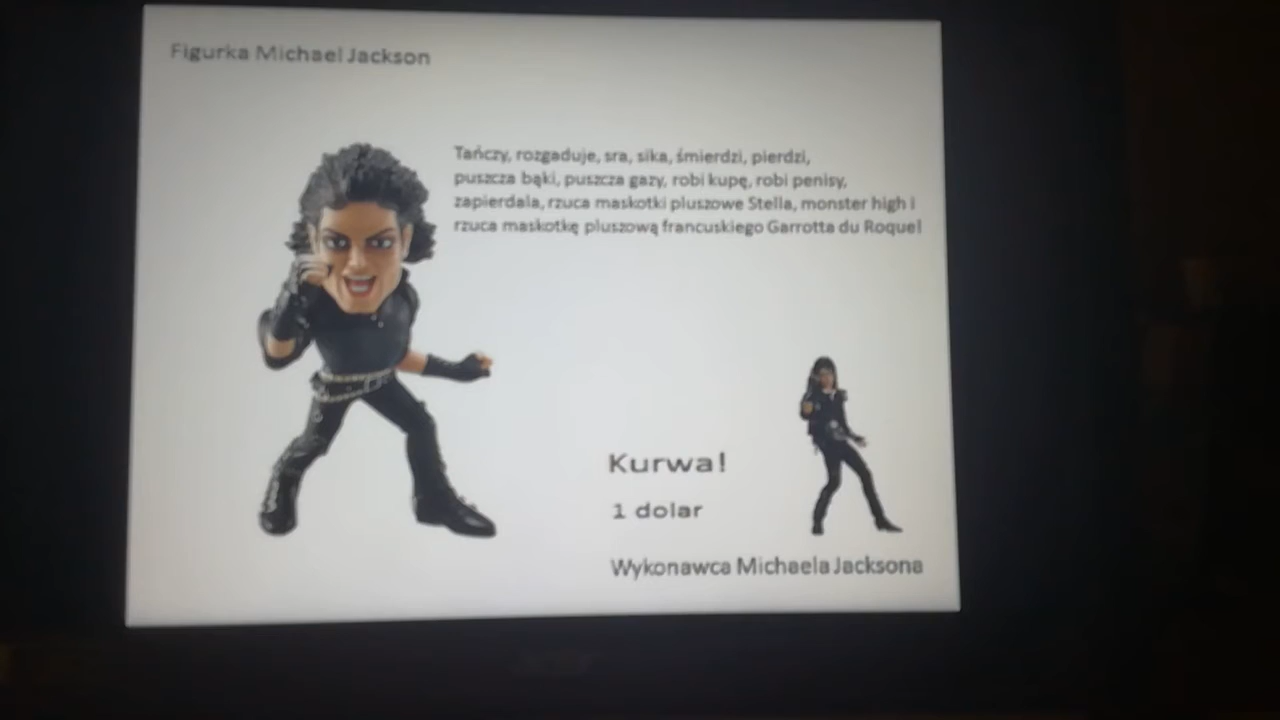 Figurka Michael Jackson
Tańczy, rozgaduje, sra, sika, śmierdzi, pierdzi,
puszcza bąki, puszcza gazy, robi kupę, robi penisy,
zapierdala, rzuca maskotki pluszowe Stella, monster high i
rzuca maskotkę pluszową francuskiego Garrotta du Roque!
Kurwa!
1 dolar
Wykonawca Michaela Jacksona